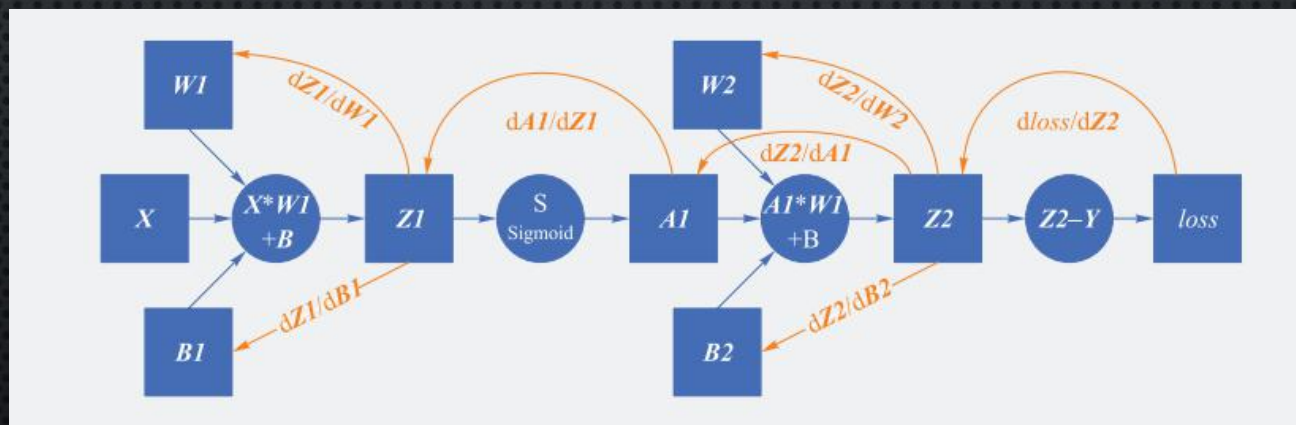 W1
dZ1/dW1
dA1/dZ1
W2
dZ2/dW2
dloss/dZ2
dZ2/dA1
X
X*W1
+B
Z1
S
Sigmoid
A1
A1*W1
+B
Z2
Z2–Y
loss
dZ1/dB1
B1
dZ2/dB2
B2